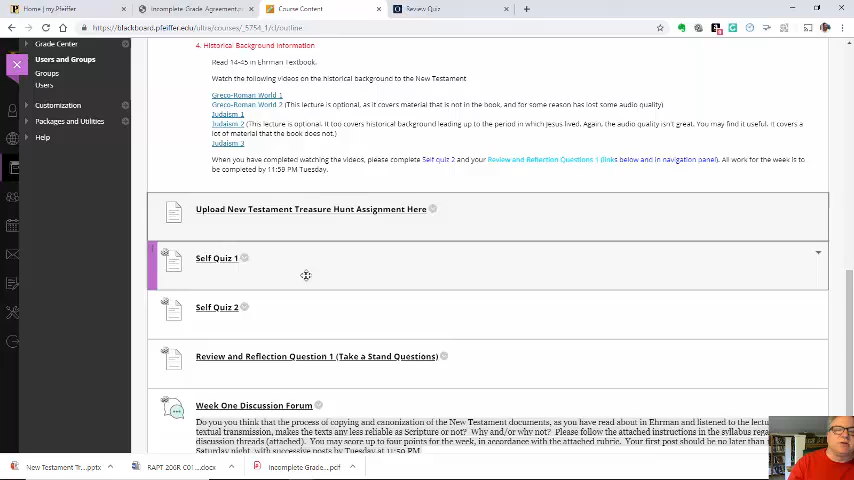 Home | my.Pfeiffer
Incomplete_Grade_Agreement.p
Course Content
Review Quiz
https://blackboard.pfeiffer.edu/ultra/courses/_5754_1/cl/outline
Grade Center
Users and Groups
Groups
Users
Customization
Packages and Utilities
Help
4. Historical Background Information
Read 14-45 in Ehrman Textbook.
Watch the following videos on the historical background to the New Testament
Greco-Roman World 1
Greco-Roman World 2 (This lecture is optional, as it covers material that is not in the book, and for some reason has lost some audio quality)
Judaism 1
Judaism 2 (This lecture is optional. It too covers historical background leading up to the period in which Jesus lived. Again, the audio quality isn't great. You may find it useful. It covers a
lot of material that the book does not.)
Judaism 3
When you have completed watching the videos, please complete Self quiz 2 and your Review and Reflection Questions 1 (links below and in navigation panel). All work for the week is to
be completed by 11:59 PM Tuesday.
Upload New Testament Treasure Hunt Assignment Here
Self Quiz 1
Self Quiz 2
Review and Reflection Question 1 (Take a Stand Questions)
Week One Discussion Forum
Do you you think that the process of copying and canonization of the New Testament documents, as you have read about in Ehrman and listened to the lectu
textual transmission, makes the texts any less reliable as Scripture or not? Why and/or why not? Please follow the attached instructions in the syllabus rega
discussion threads (attached). You may score up to four points for the week, in accordance with the attached rubric. Your first post should be no later than
Saturday night, with successive posts by Tuesday at 11:59 PM.
New Testament Tr....pptx
RAPT 206R C01....docx
Incomplete Grade....pdf